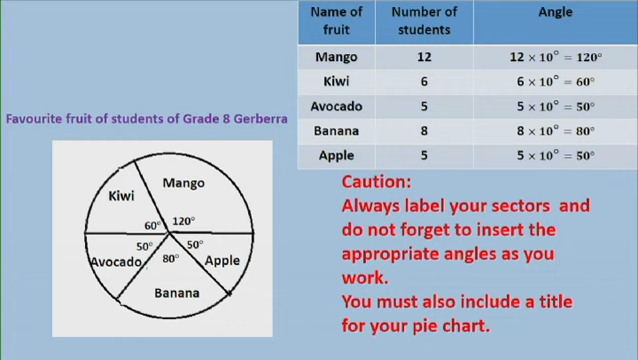 Name of fruit Number of students Angle
Mango 12 12 × 10° = 120°
Kiwi 6 6 × 10° = 60°
Avocado 5 5 × 10° = 50°
Banana 8 8 × 10° = 80°
Apple 5 5 × 10° = 50°
Favourite fruit of students of Grade 8 Gerberra
Mango
Kiwi
120°
60°
50°
50°
80°
Avocado
Apple
Banana
Caution:
Always label your sectors and
do not forget to insert the
appropriate angles as you
work.
You must also include a title
for your pie chart.